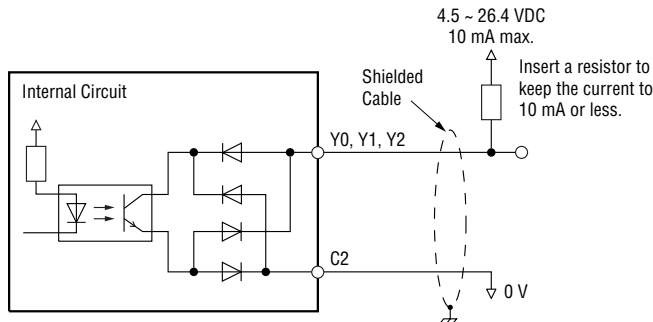 4.5 ~ 26.4 VDC
10 mA max.
Insert a resistor to
keep the current to
10 mA or less.
Shielded
Cable
Internal Circuit
Y0, Y1, Y2
C2
0 V